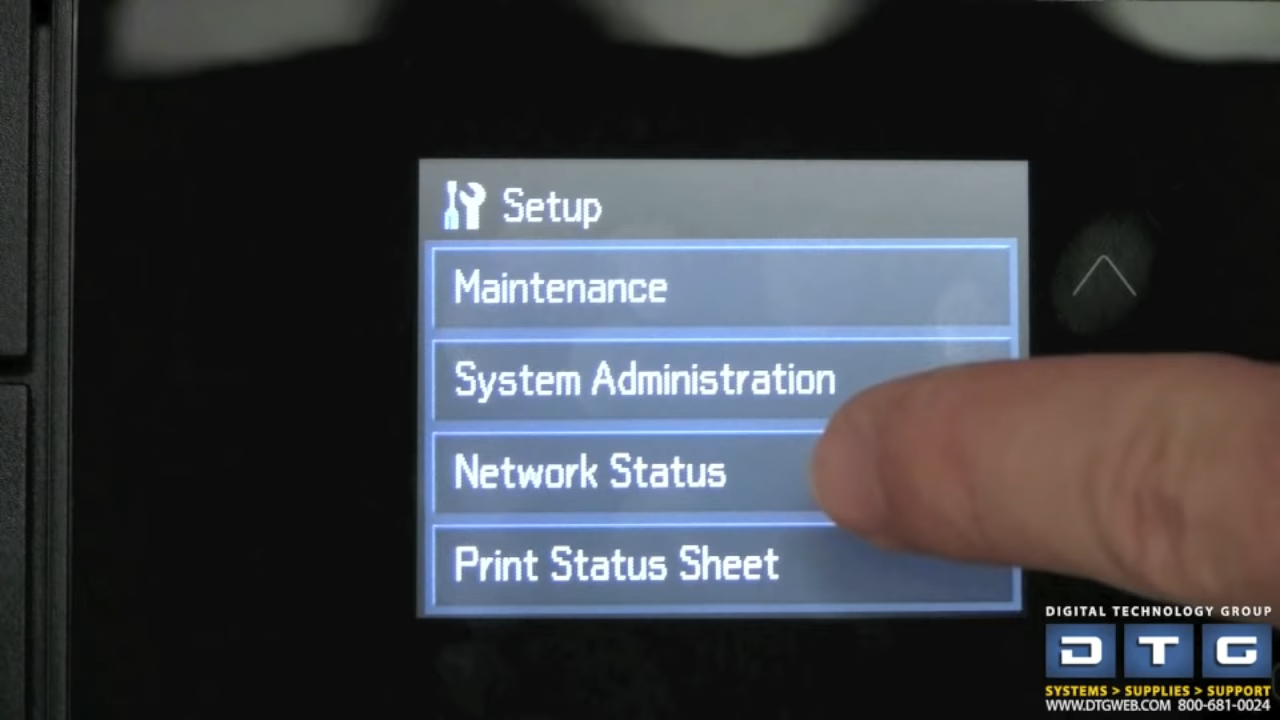 Setup
Maintenance
System Administration
Network Status
Print Status Sheet
DIGITAL TECHNOLOGY GROUP
DTG
SYSTEMS > SUPPLIES > SUPPORT
WWW.DTGWEB.COM 800-681-0024